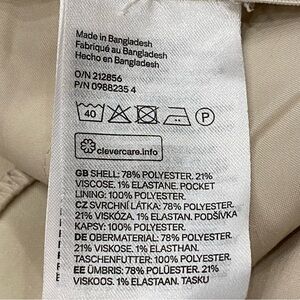 Made in Bangladesh
Fabriqué au Bangladesh
Hecho en Bangladesh
O/N 212856
P/N 0988235 4
40
P
clevercare.info
GB SHELL: 78% POLYESTER. 21%
VISCOSE. 1% ELASTANE. POCKET
LINING: 100% POLYESTER.
CZ SVRCHNÍ LÁTKA: 78% POLYESTER.
21% VISKÓZA. 1% ELASTAN. PODŠÍVKA
KAPSY: 100% POLYESTER.
DE OBERMATERIAL: 78% POLYESTER.
21% VISKOSE. 1% ELASTHAN.
TASCHENFUTTER: 100% POLYESTER.
EE ÜMBRIS: 78% POLÜESTER. 21%
VISKOOS. 1% ELASTAAN. TASKU